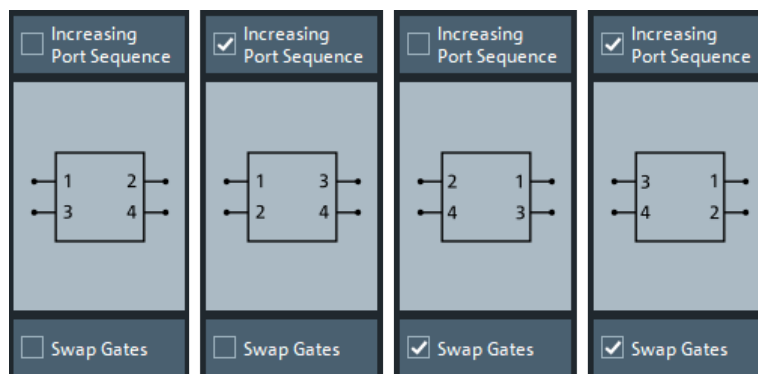 Increasing
Port Sequence
1 2
3 4
Swap Gates
Increasing
Port Sequence
1 3
2 4
Swap Gates
Increasing
Port Sequence
2 1
4 3
Swap Gates
Increasing
Port Sequence
3 1
4 2
Swap Gates